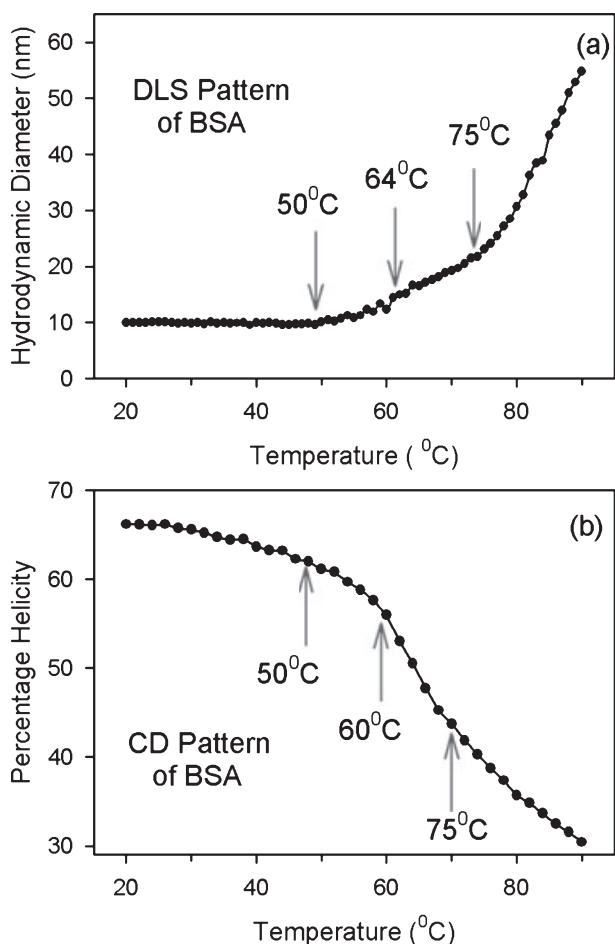 (a)
60
50
40
30
20
10
0
Hydrodynamic Diameter (nm)
DLS Pattern
of BSA
50⁰C
64⁰C
75⁰C
20 40 60 80
Temperature ( ⁰C)
(b)
70
60
50
40
30
Percentage Helicity
50⁰C
60⁰C
75⁰C
CD Pattern
of BSA
20 40 60 80
Temperature (⁰C)